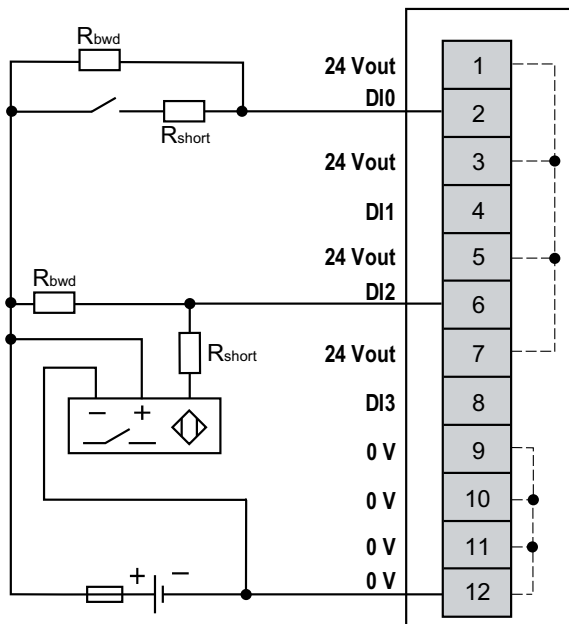 Rbwd
Rshort
24 Vout 1
DI0 2
24 Vout 3
DI1 4
24 Vout 5
Rbwd
DI2 6
Rshort
24 Vout 7
− +
DI3 8
0 V 9
0 V 10
0 V 11
+ −
0 V 12